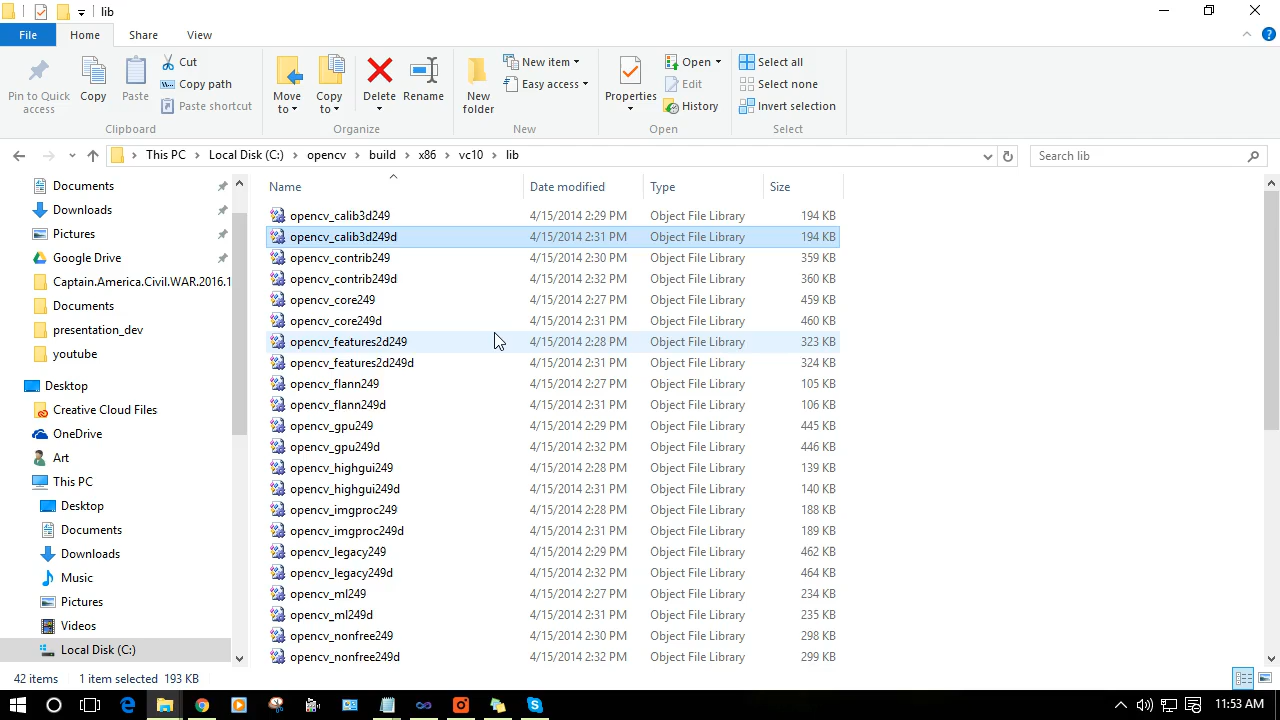 lib
File Home Share View
Pin to Quick access
Copy
Paste
Cut
Copy path
Paste shortcut
Clipboard
Move to
Copy to
Delete
Rename
Organize
New folder
New item
Easy access
New
Properties
Open
Edit
History
Open
Select all
Select none
Invert selection
Select
This PC Local Disk (C:) opencv build x86 vc10 lib
Search lib
Documents
Downloads
Pictures
Google Drive
Captain.America.Civil.WAR.2016.1
Documents
presentation_dev
youtube
Desktop
Creative Cloud Files
OneDrive
Art
This PC
Desktop
Documents
Downloads
Music
Pictures
Videos
Local Disk (C:)
Name Date modified Type Size
opencv_calib3d249 4/15/2014 2:29 PM Object File Library 194 KB
opencv_calib3d249d 4/15/2014 2:31 PM Object File Library 194 KB
opencv_contrib249 4/15/2014 2:30 PM Object File Library 359 KB
opencv_contrib249d 4/15/2014 2:32 PM Object File Library 360 KB
opencv_core249 4/15/2014 2:27 PM Object File Library 459 KB
opencv_core249d 4/15/2014 2:31 PM Object File Library 460 KB
opencv_features2d249 4/15/2014 2:28 PM Object File Library 323 KB
opencv_features2d249d 4/15/2014 2:31 PM Object File Library 324 KB
opencv_flann249 4/15/2014 2:27 PM Object File Library 105 KB
opencv_flann249d 4/15/2014 2:31 PM Object File Library 106 KB
opencv_gpu249 4/15/2014 2:29 PM Object File Library 445 KB
opencv_gpu249d 4/15/2014 2:32 PM Object File Library 446 KB
opencv_highgui249 4/15/2014 2:28 PM Object File Library 139 KB
opencv_highgui249d 4/15/2014 2:31 PM Object File Library 140 KB
opencv_imgproc249 4/15/2014 2:28 PM Object File Library 188 KB
opencv_imgproc249d 4/15/2014 2:31 PM Object File Library 189 KB
opencv_legacy249 4/15/2014 2:29 PM Object File Library 462 KB
opencv_legacy249d 4/15/2014 2:32 PM Object File Library 464 KB
opencv_ml249 4/15/2014 2:27 PM Object File Library 234 KB
opencv_ml249d 4/15/2014 2:31 PM Object File Library 235 KB
opencv_nonfree249 4/15/2014 2:30 PM Object File Library 298 KB
opencv_nonfree249d 4/15/2014 2:32 PM Object File Library 299 KB
42 items 1 item selected 193 KB
11:53 AM